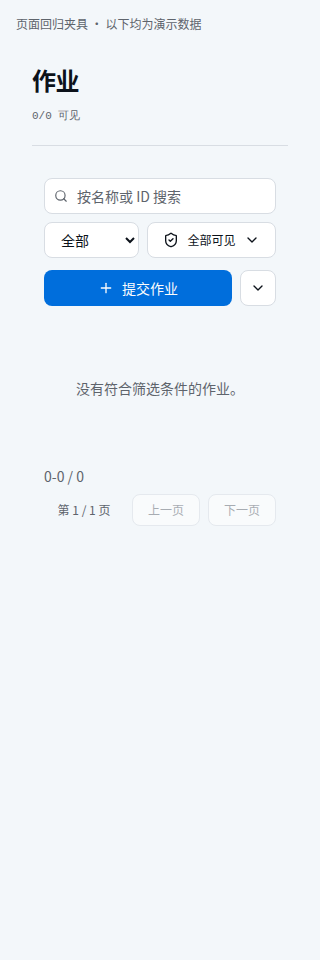 页面回归夹具 • 以下均为演示数据
作业
0/0 可见
按名称或 ID 搜索
全部
全部可见
提交作业
没有符合筛选条件的作业。
0-0 / 0
第 1 / 1 页
上一页
下一页